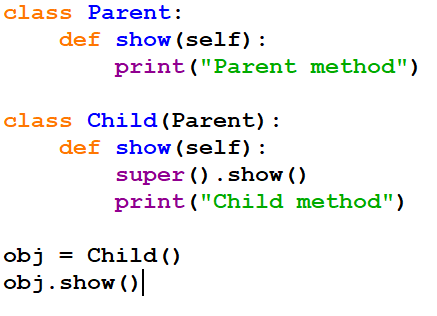 class Parent:
    def show(self):
        print("Parent method")

class Child(Parent):
    def show(self):
        super().show()
        print("Child method")

obj = Child()
obj.show()